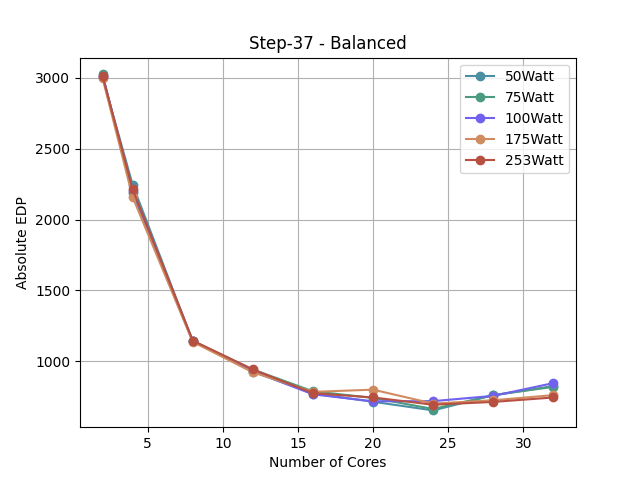 Step-37 - Balanced
50Watt
75Watt
100Watt
175Watt
253Watt
Absolute EDP
3000
2500
2000
1500
1000
5 10 15 20 25 30
Number of Cores